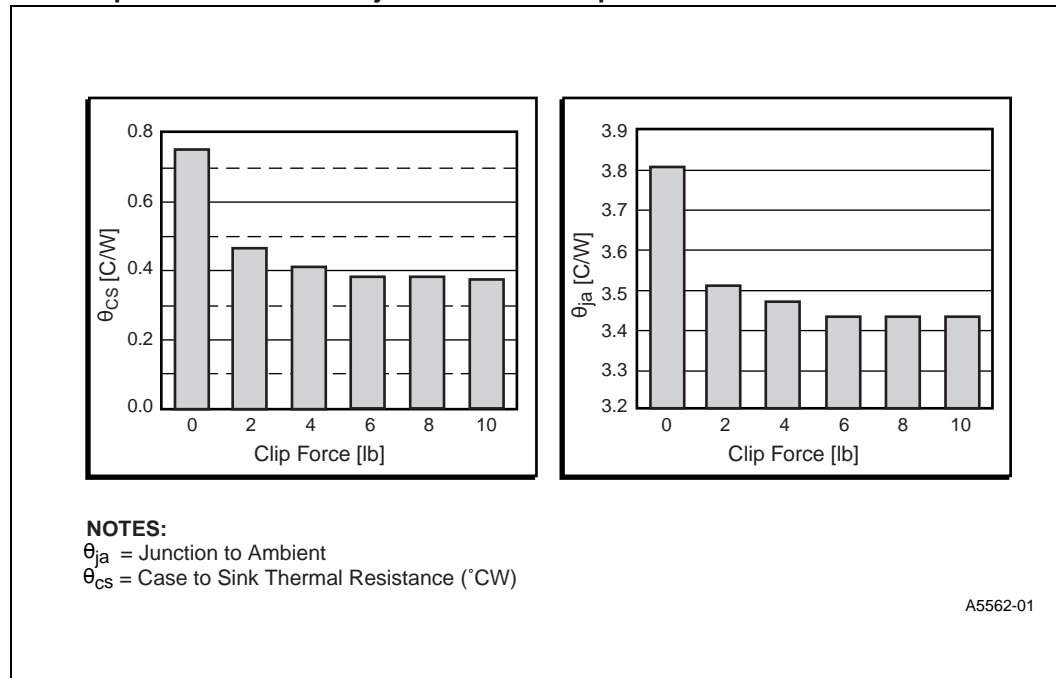 0.8
0.6
0.4
0.2
0.0
θCS [C/W]
0 2 4 6 8 10
Clip Force [lb]
3.9
3.8
3.7
3.6
3.5
3.4
3.3
3.2
θja [C/W]
0 2 4 6 8 10
Clip Force [lb]
NOTES:
θja = Junction to Ambient
θcs = Case to Sink Thermal Resistance (˚CW)
A5562-01